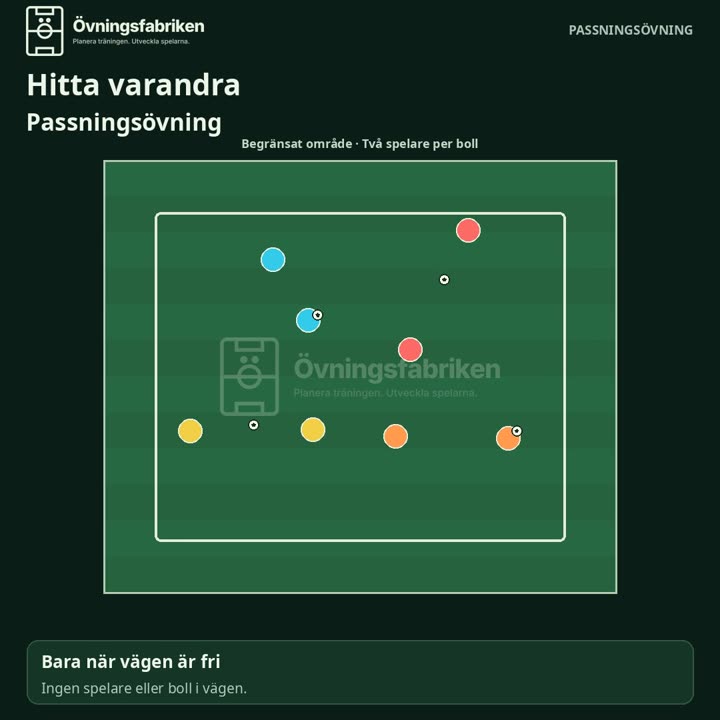 Övningsfabriken
Planera träningen. Utveckla spelarna.
PASSNINGSÖVNING
Hitta varandra
Passningsövning
Begränsat område · Två spelare per boll
Övningsfabriken
Planera träningen. Utveckla spelarna.
Bara när vägen är fri
Ingen spelare eller boll i vägen.